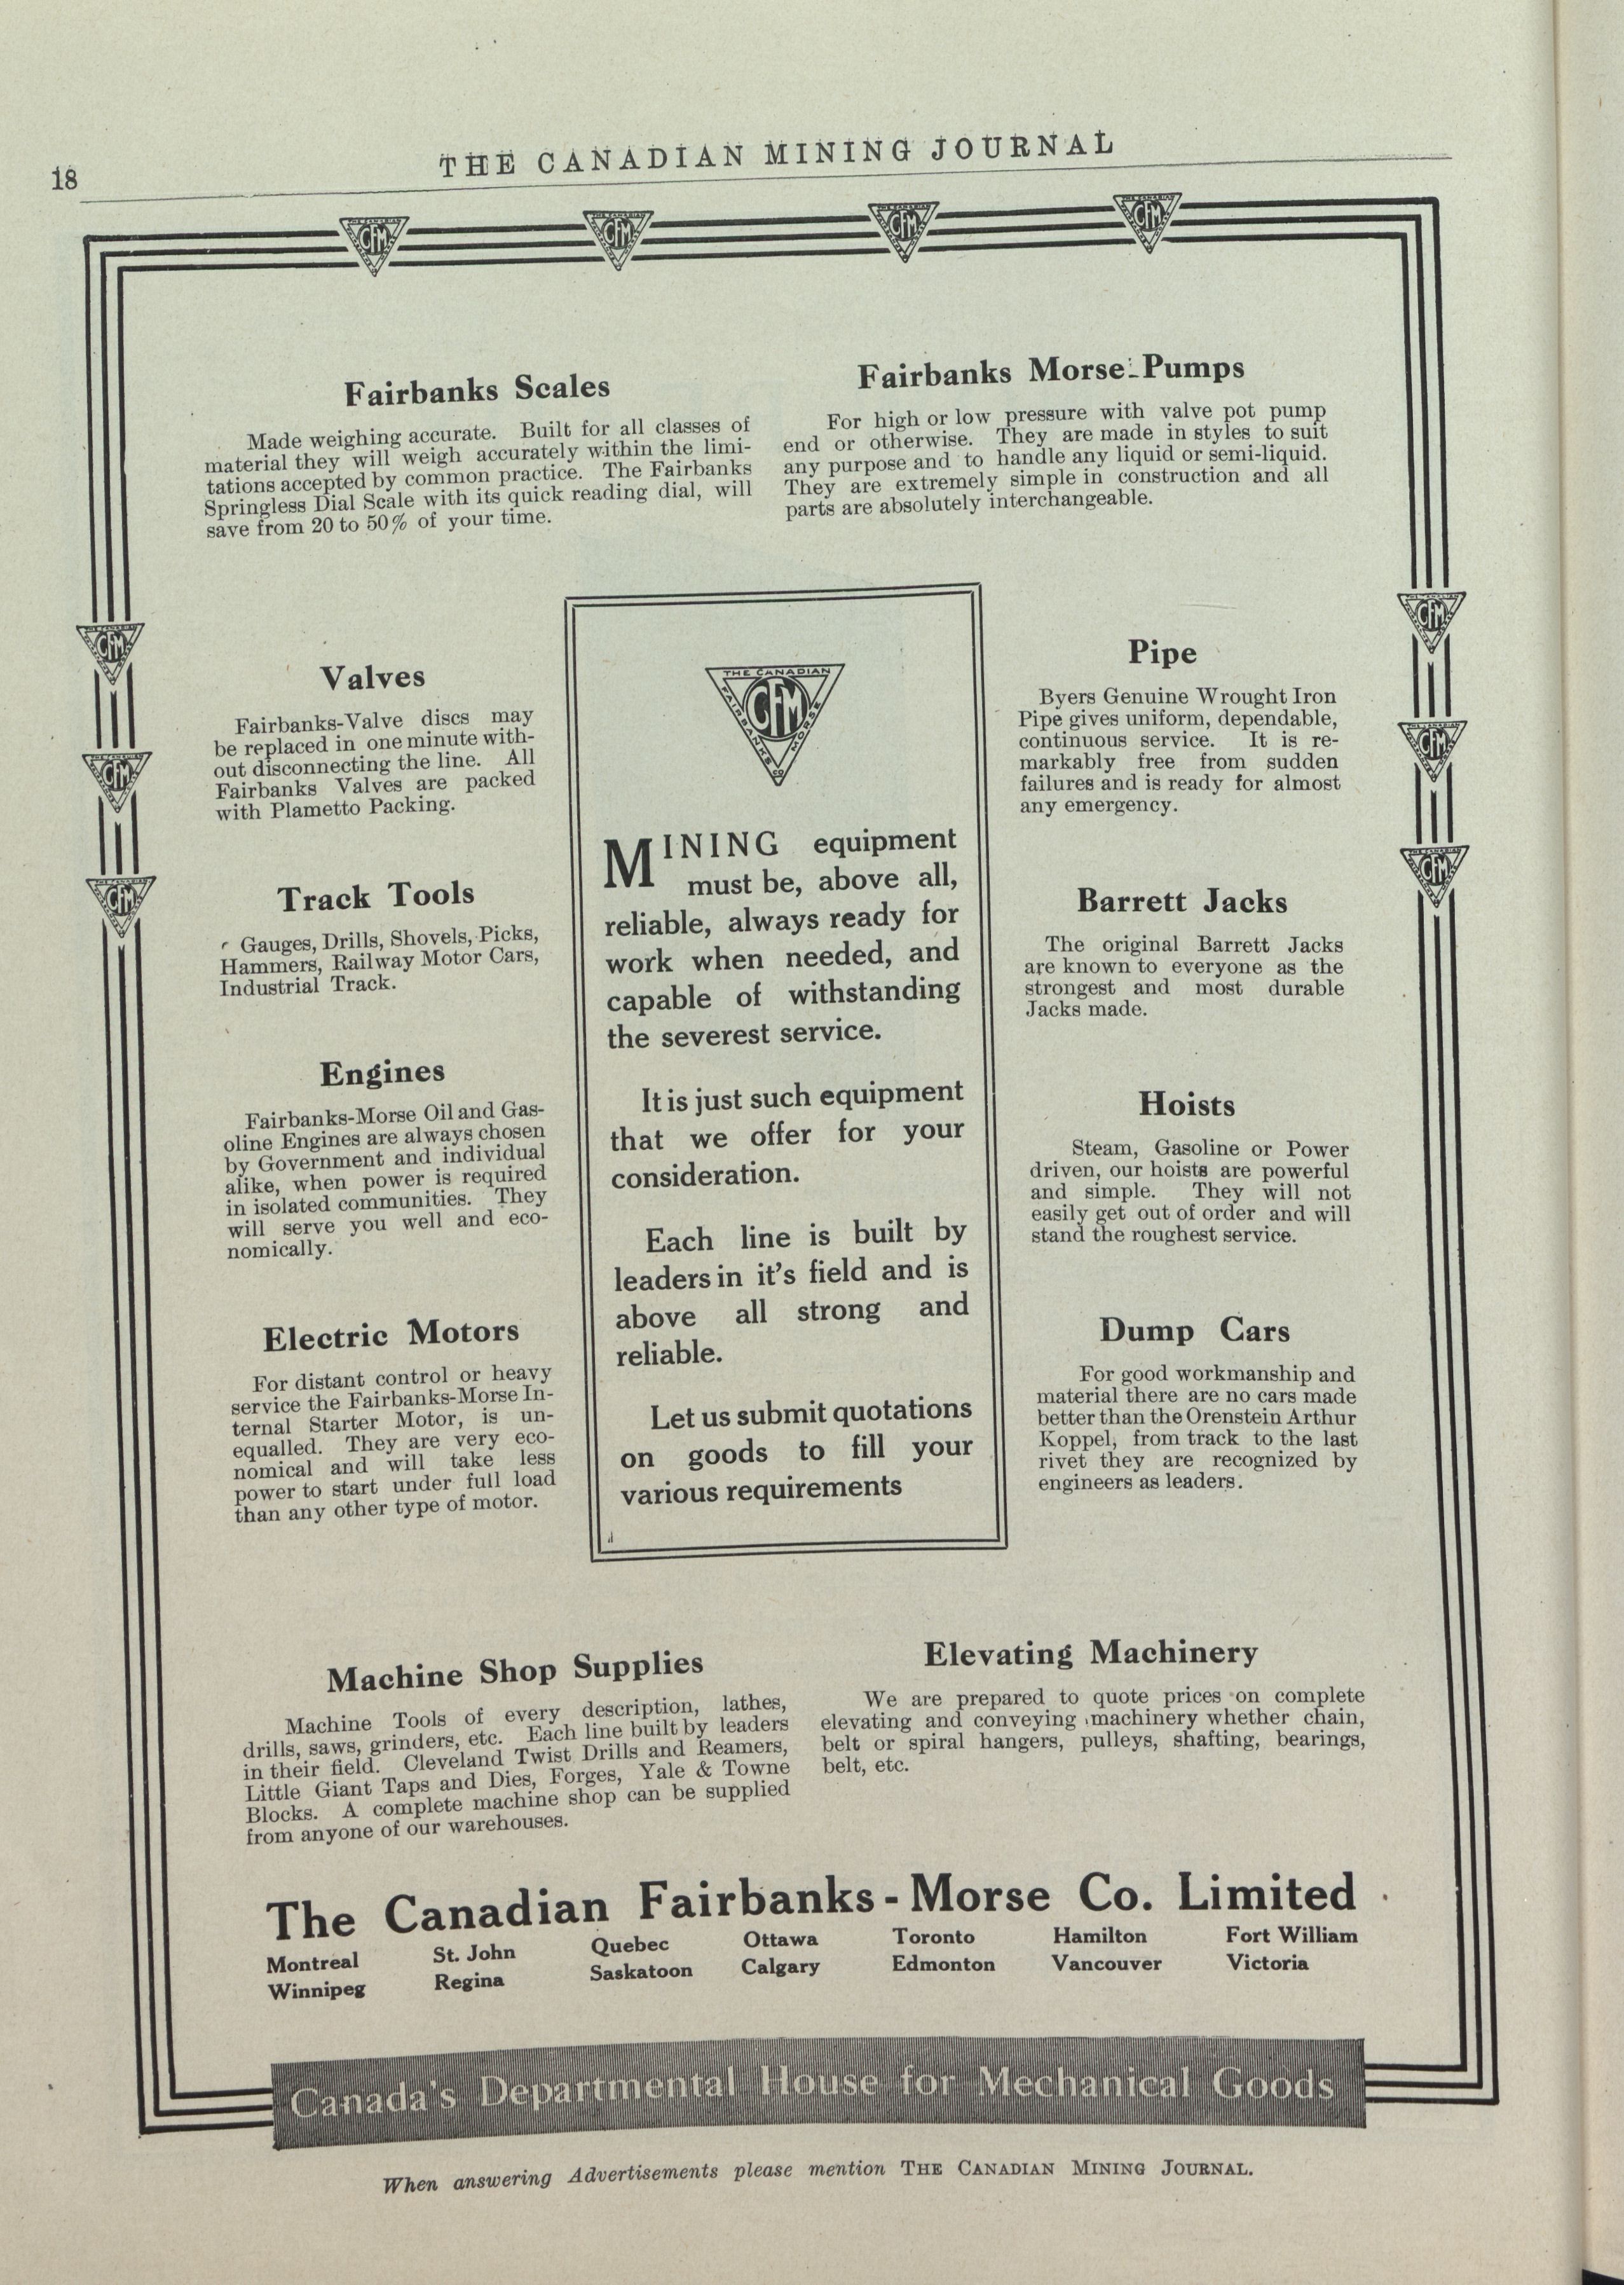 18
THE CANADIAN MINING JOURNAL
CFM
CFM
CFM
CFM
Fairbanks Scales
Made weighing accurate. Built for all classes of
material they will weigh accurately within the limi-
tations accepted by common practice. The Fairbanks
Springless Dial Scale with its quick reading dial, will
save from 20 to 50% of your time.
Fairbanks Morse-Pumps
For high or low pressure with valve pot pump
end or otherwise. They are made in styles to suit
any purpose and to handle any liquid or semi-liquid.
They are extremely simple in construction and all
parts are absolutely interchangeable.
CFM
CFM
CFM
Valves
Fairbanks-Valve discs may
be replaced in one minute with-
out disconnecting the line. All
Fairbanks Valves are packed
with Plametto Packing.
Track Tools
Gauges, Drills, Shovels, Picks,
Hammers, Railway Motor Cars,
Industrial Track.
Engines
Fairbanks-Morse Oil and Gas-
oline Engines are always chosen
by Government and individual
alike, when power is required
in isolated communities. They
will serve you well and eco-
nomically.
Electric Motors
For distant control or heavy
service the Fairbanks-Morse In-
ternal Starter Motor, is un-
equalled. They are very eco-
nomical and will take less
power to start under full load
than any other type of motor.
THE CANADIAN
FAIRBANKS
MORSE
CO
CFM
MINING equipment
must be, above all,
reliable, always ready for
work when needed, and
capable of withstanding
the severest service.
It is just such equipment
that we offer for your
consideration.
Each line is built by
leaders in it's field and is
above all strong and
reliable.
Let us submit quotations
on goods to fill your
various requirements
CFM
CFM
CFM
Pipe
Byers Genuine Wrought Iron
Pipe gives uniform, dependable,
continuous service. It is re-
markably free from sudden
failures and is ready for almost
any emergency.
Barrett Jacks
The original Barrett Jacks
are known to everyone as the
strongest and most durable
Jacks made.
Hoists
Steam, Gasoline or Power
driven, our hoists are powerful
and simple. They will not
easily get out of order and will
stand the roughest service.
Dump Cars
For good workmanship and
material there are no cars made
better than the Orenstein Arthur
Koppel, from track to the last
rivet they are recognized by
engineers as leaders.
Machine Shop Supplies
Machine Tools of every description, lathes,
drills, saws, grinders, etc. Each line built by leaders
in their field. Cleveland Twist Drills and Reamers,
Little Giant Taps and Dies, Forges, Yale & Towne
Blocks. A complete machine shop can be supplied
from anyone of our warehouses.
Elevating Machinery
We are prepared to quote prices on complete
elevating and conveying machinery whether chain,
belt or spiral hangers, pulleys, shafting, bearings,
belt, etc.
The Canadian Fairbanks-Morse Co. Limited
Montreal St. John Quebec Ottawa Toronto Hamilton Fort William
Winnipeg Regina Saskatoon Calgary Edmonton Vancouver Victoria
Canada's Departmental House for Mechanical Goods
When answering Advertisements please mention THE CANADIAN MINING JOURNAL.